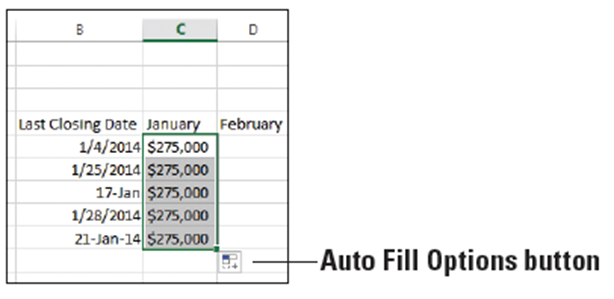 B C D
Last Closing Date January February
1/4/2014 $275,000
1/25/2014 $275,000
17-Jan $275,000
1/28/2014 $275,000
21-Jan-14 $275,000
Auto Fill Options button